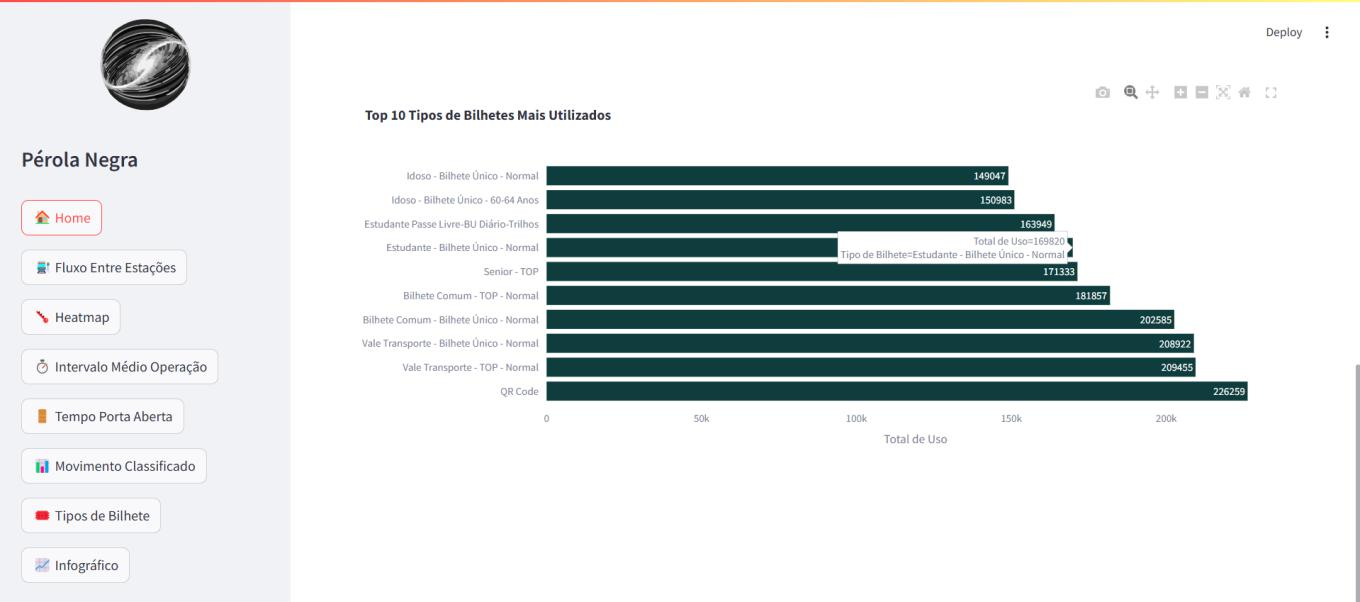 Deploy
Pérola Negra
Home
Fluxo Entre Estações
Heatmap
Intervalo Médio Operação
Tempo Porta Aberta
Movimento Classificado
Tipos de Bilhete
Infográfico
Top 10 Tipos de Bilhetes Mais Utilizados
Idoso - Bilhete Único - Normal 149047
Idoso - Bilhete Único - 60-64 Anos 150983
Estudante Passe Livre-BU Diário-Trilhos 163949
Estudante - Bilhete Único - Normal
Total de Uso=169820
Tipo de Bilhete=Estudante - Bilhete Único - Normal
Senior - TOP 171333
Bilhete Comum - TOP - Normal 181857
Bilhete Comum - Bilhete Único - Normal 202585
Vale Transporte - Bilhete Único - Normal 208922
Vale Transporte - TOP - Normal 209455
QR Code 226259
0 50k 100k 150k 200k
Total de Uso